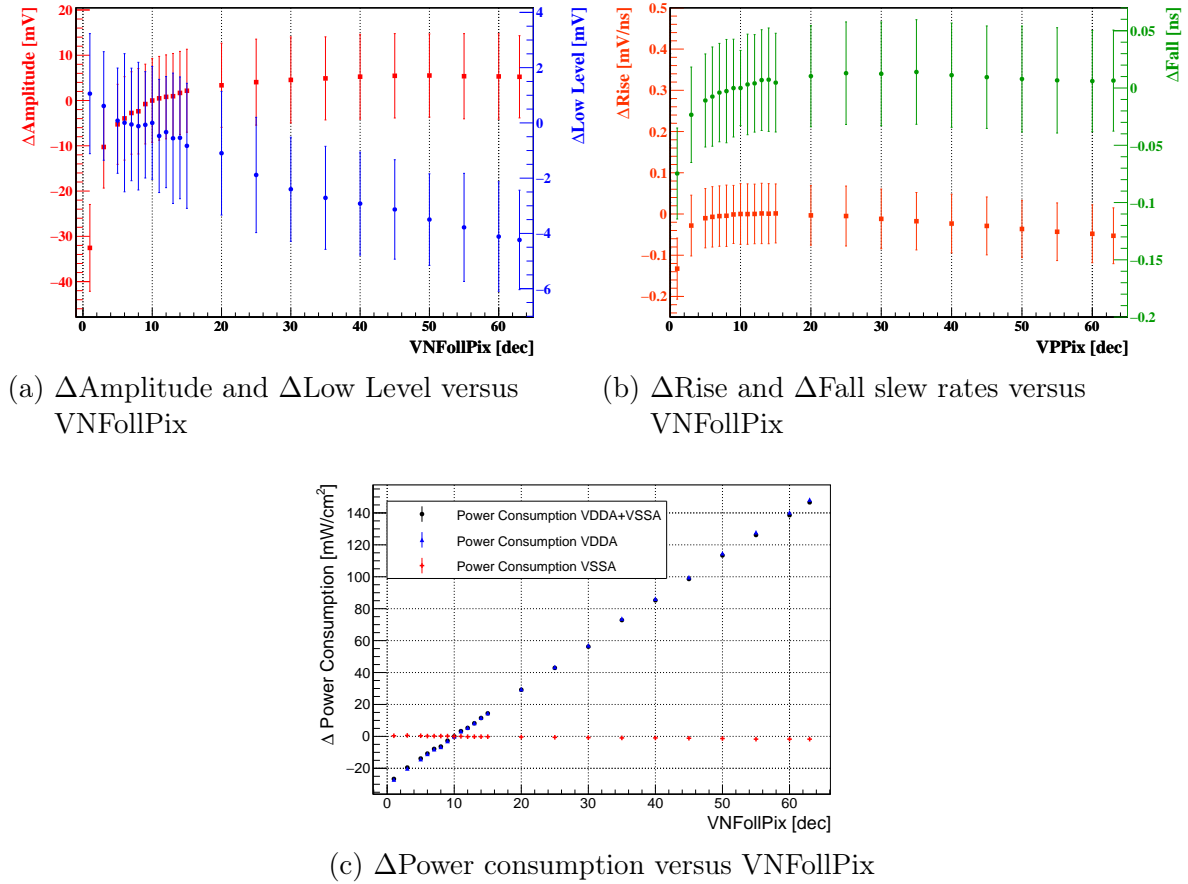 ΔAmplitude [mV]
20
10
0
−10
−20
−30
−40
4
2
0
−2
−4
−6
ΔLow Level [mV]
0 10 20 30 40 50 60
VNFollPix [dec]
(a) ΔAmplitude and ΔLow Level versus
VNFollPix
ΔRise [mV/ns]
0.5
0.4
0.3
0.2
0.1
0
−0.1
−0.2
0.05
0
−0.05
−0.1
−0.15
−0.2
ΔFall [ns]
0 10 20 30 40 50 60
VPPix [dec]
(b) ΔRise and ΔFall slew rates versus
VNFollPix
Δ Power Consumption [mW/cm²]
140
120
100
80
60
40
20
0
−20
Power Consumption VDDA+VSSA
Power Consumption VDDA
Power Consumption VSSA
0 10 20 30 40 50 60
VNFollPix [dec]
(c) ΔPower consumption versus VNFollPix